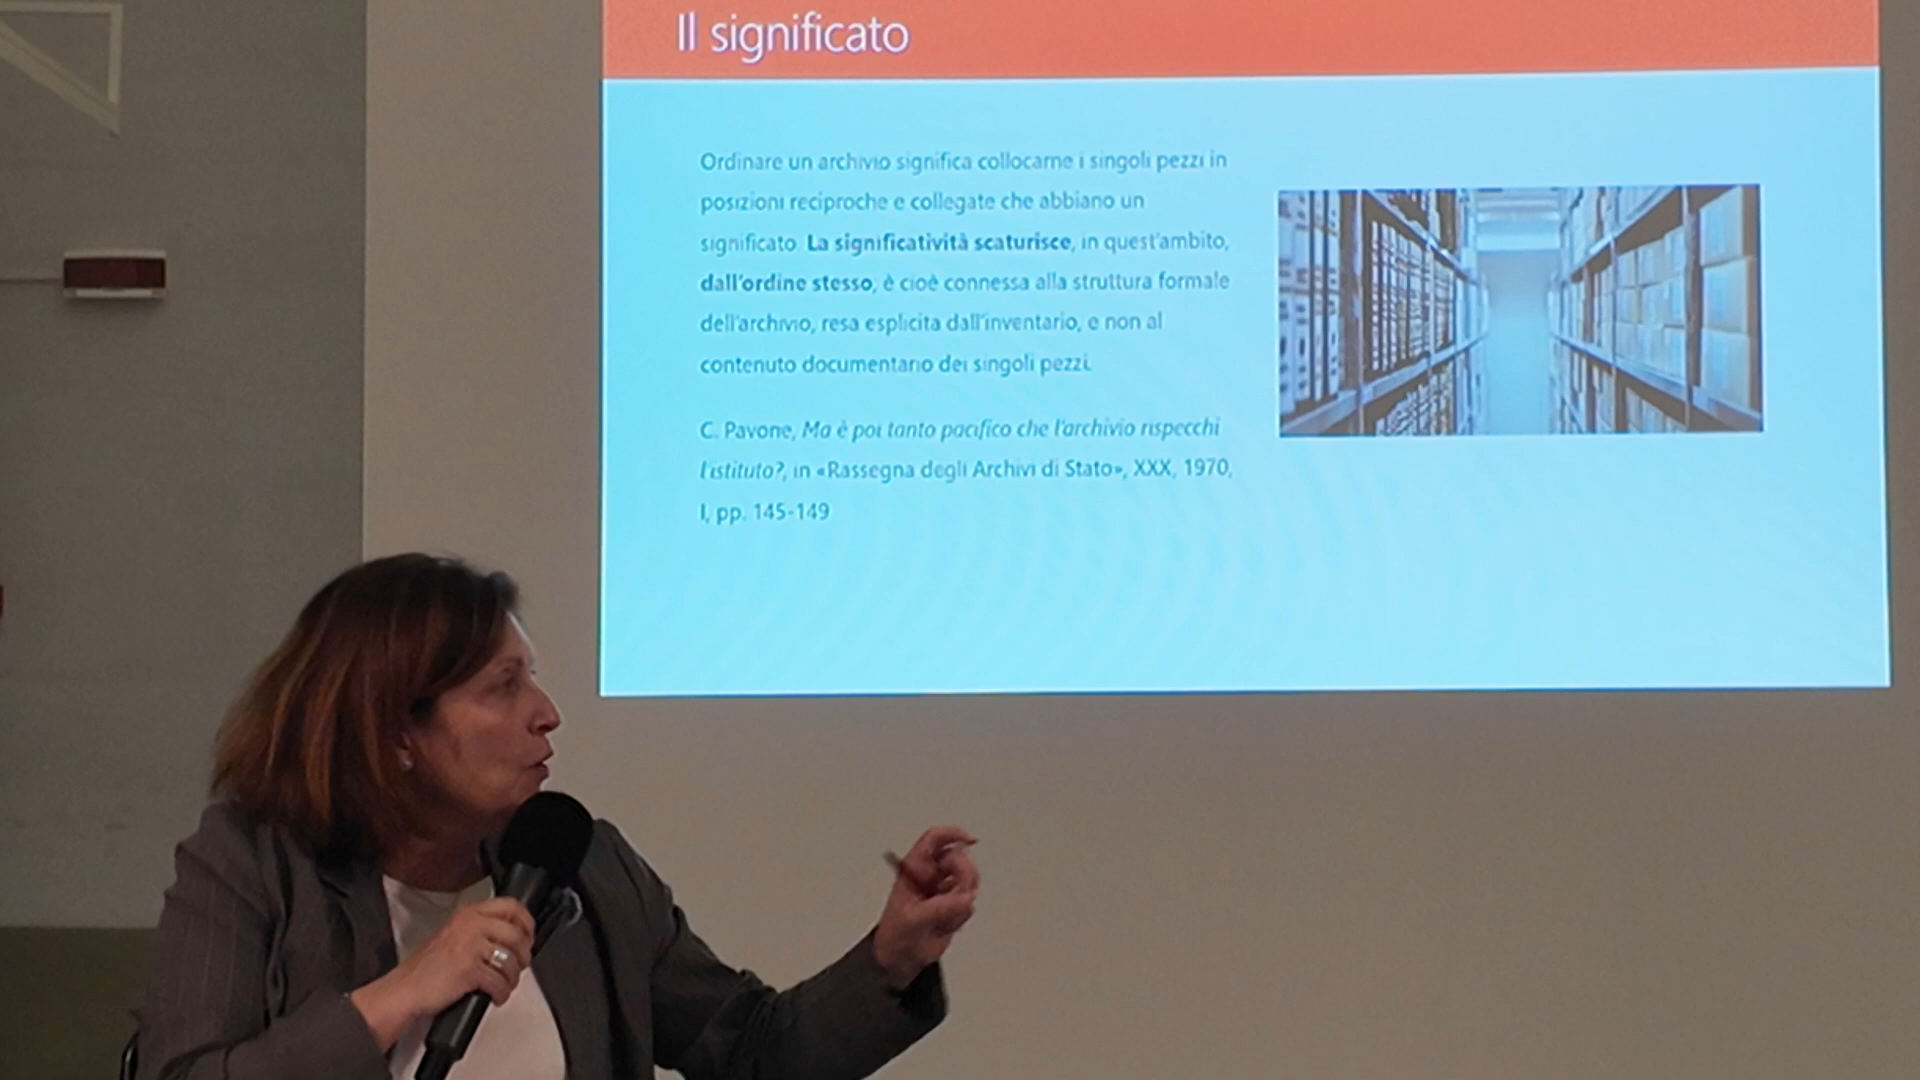 Il significato
Ordinare un archivio significa collocarne i singoli pezzi in
posizioni reciproche e collegate che abbiano un
significato. La significatività scaturisce, in quest'ambito,
dall'ordine stesso; è cioè connessa alla struttura formale
dell'archivio, resa esplicita dall'inventario, e non al
contenuto documentario dei singoli pezzi.
C. Pavone, Ma è poi tanto pacifico che l'archivio rispecchi
l'istituto?, in «Rassegna degli Archivi di Stato», XXX, 1970,
I, pp. 145-149